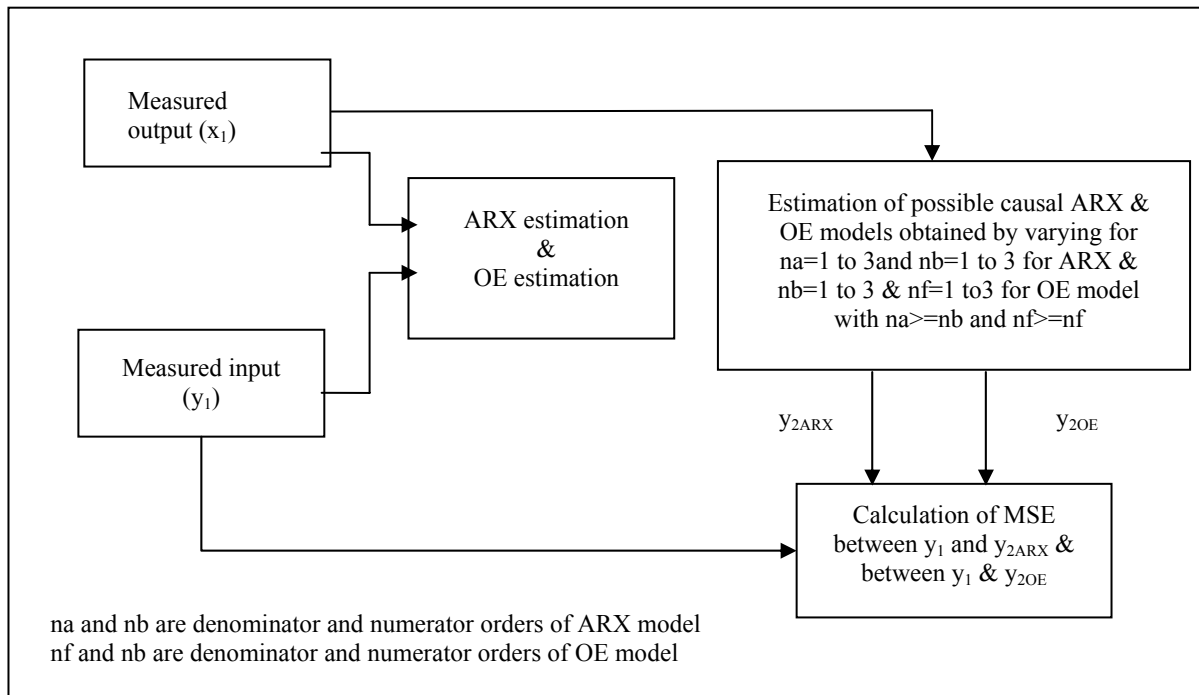 Measured
output (x₁)
ARX estimation
&
OE estimation
Measured input
(y₁)
Estimation of possible causal ARX &
OE models obtained by varying for
na=1 to 3and nb=1 to 3 for ARX &
nb=1 to 3 & nf=1 to3 for OE model
with na>=nb and nf>=nf
y₂ARX
y₂OE
Calculation of MSE
between y₁ and y₂ARX &
between y₁ & y₂OE
na and nb are denominator and numerator orders of ARX model
nf and nb are denominator and numerator orders of OE model